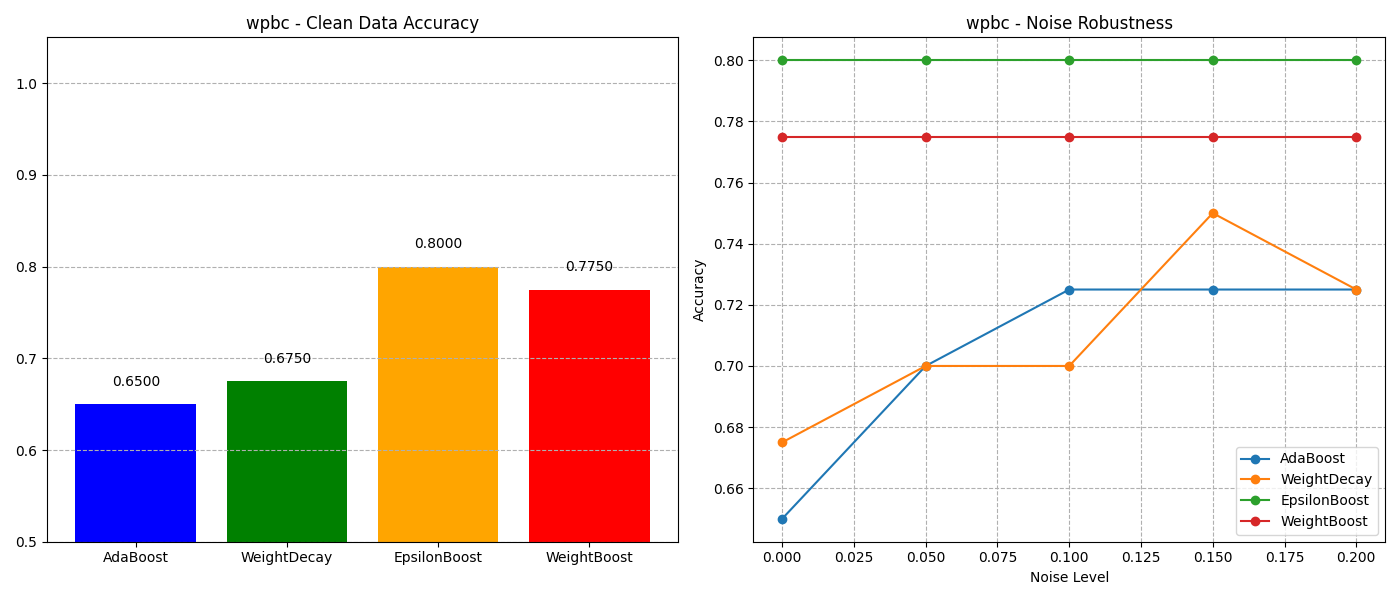 wpbc - Clean Data Accuracy
1.0
0.9
0.8
0.7
0.6
0.5
0.6500
0.6750
0.8000
0.7750
AdaBoost
WeightDecay
EpsilonBoost
WeightBoost
wpbc - Noise Robustness
Accuracy
0.80
0.78
0.76
0.74
0.72
0.70
0.68
0.66
0.000
0.025
0.050
0.075
0.100
0.125
0.150
0.175
0.200
Noise Level
AdaBoost
WeightDecay
EpsilonBoost
WeightBoost